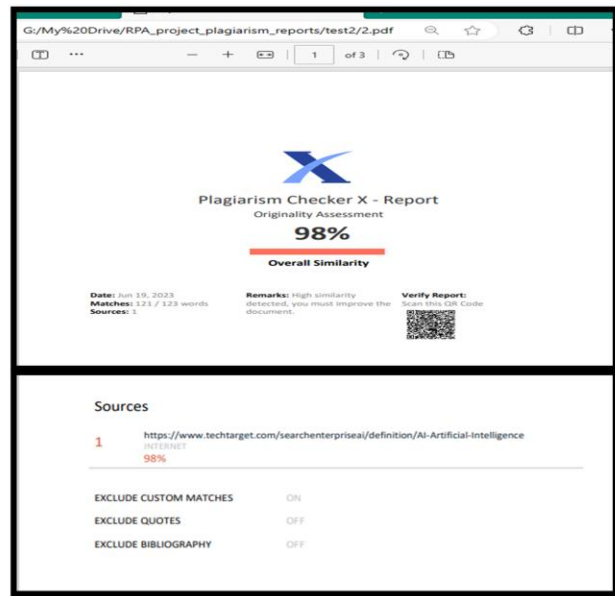 G:/My%20Drive/RPA_project_plagiarism_reports/test2/2.pdf
1 of 3
Plagiarism Checker X - Report
Originality Assessment
98%
Overall Similarity
Date: Jun 19, 2023
Matches: 121 / 123 words
Sources: 1
Remarks: High similarity
detected, you must improve the
document.
Verify Report:
Scan this QR Code
Sources
1 https://www.techtarget.com/searchenterpriseai/definition/AI-Artificial-Intelligence
INTERNET
98%
EXCLUDE CUSTOM MATCHES ON
EXCLUDE QUOTES OFF
EXCLUDE BIBLIOGRAPHY OFF